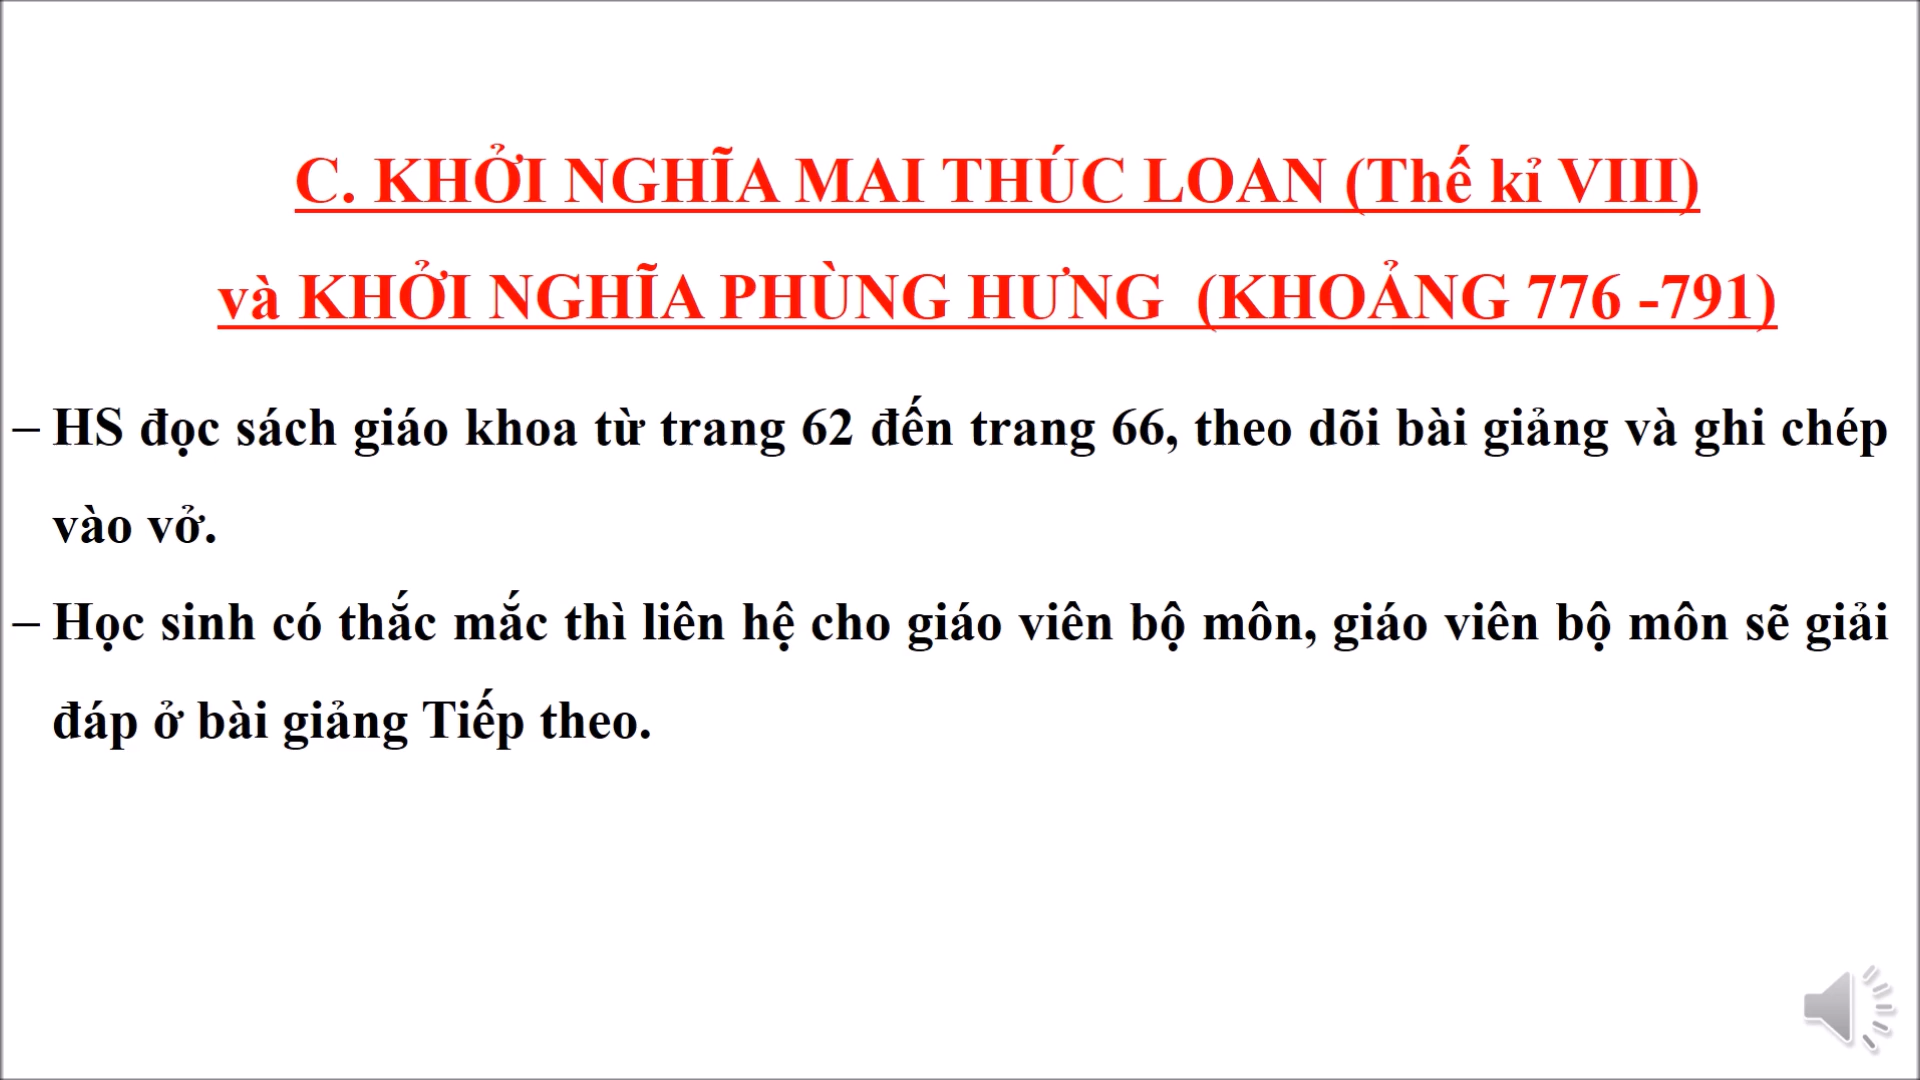 C. KHỞI NGHĨA MAI THÚC LOAN (Thế kỉ VIII)
và KHỞI NGHĨA PHÙNG HƯNG (KHOẢNG 776 -791)
– HS đọc sách giáo khoa từ trang 62 đến trang 66, theo dõi bài giảng và ghi chép
vào vở.
– Học sinh có thắc mắc thì liên hệ cho giáo viên bộ môn, giáo viên bộ môn sẽ giải
đáp ở bài giảng Tiếp theo.